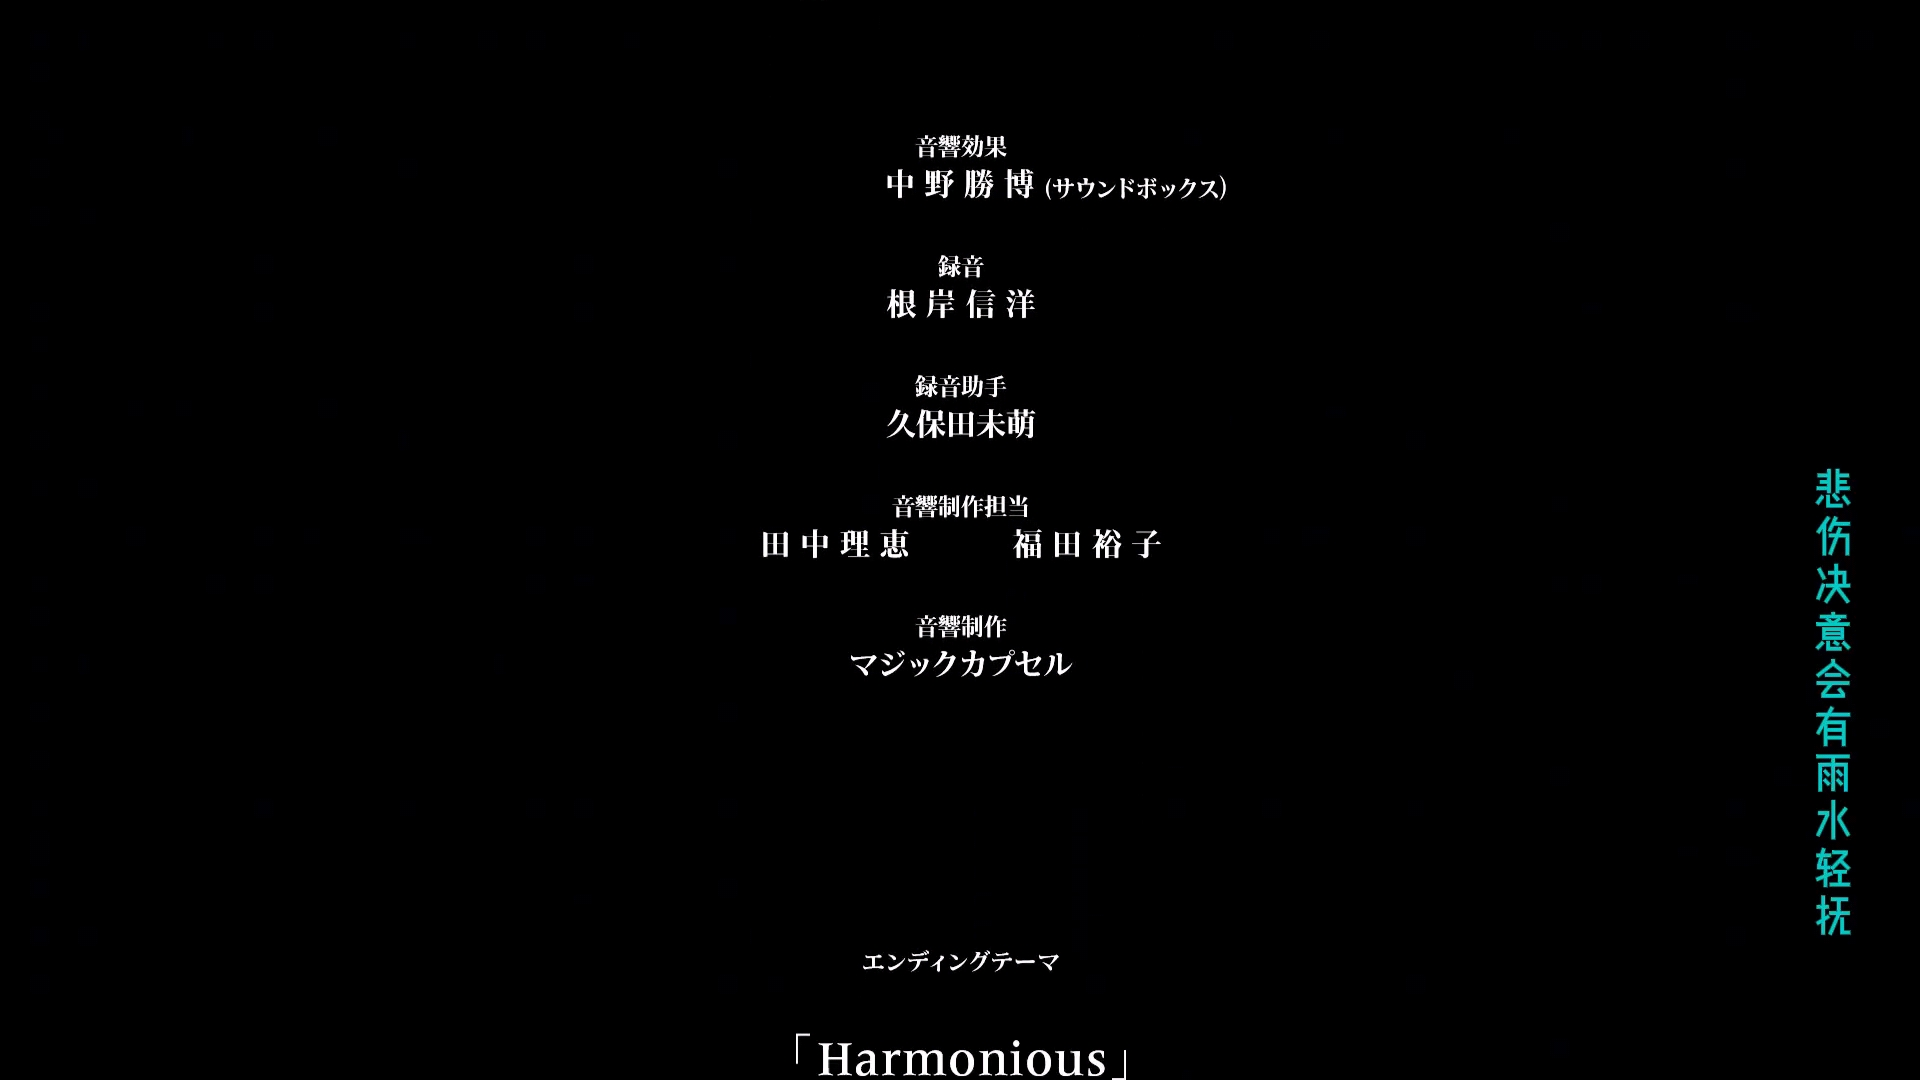 音響効果
中野勝博 (サウンドボックス)
録音
根岸信洋
録音助手
久保田未萌
音響制作担当
田中理恵 福田裕子
音響制作
マジックカプセル
エンディングテーマ
「Harmonious」
悲伤决意会有雨水轻抚